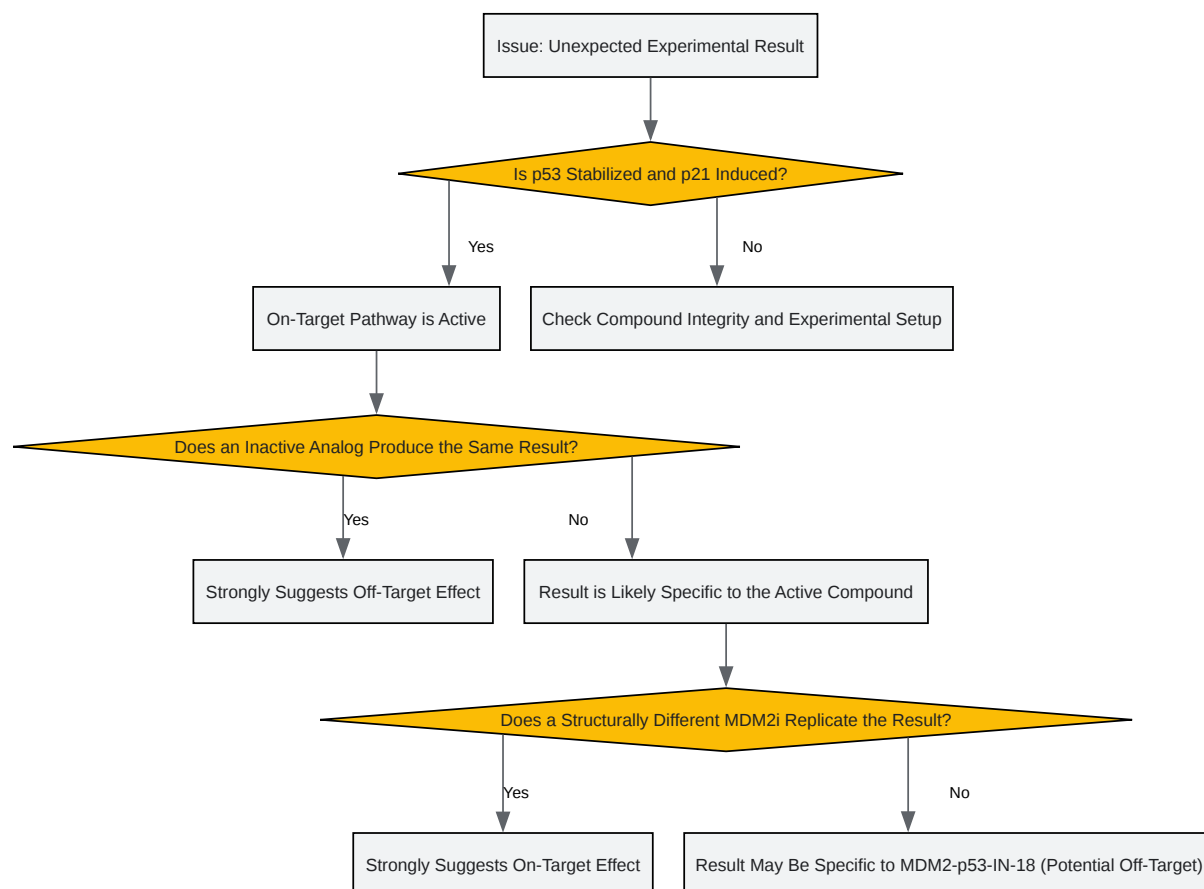 Issue: Unexpected Experimental Result
Is p53 Stabilized and p21 Induced?
Yes
No
On-Target Pathway is Active
Check Compound Integrity and Experimental Setup
Does an Inactive Analog Produce the Same Result?
Yes
No
Strongly Suggests Off-Target Effect
Result is Likely Specific to the Active Compound
Does a Structurally Different MDM2i Replicate the Result?
Yes
No
Strongly Suggests On-Target Effect
Result May Be Specific to MDM2-p53-IN-18 (Potential Off-Target)